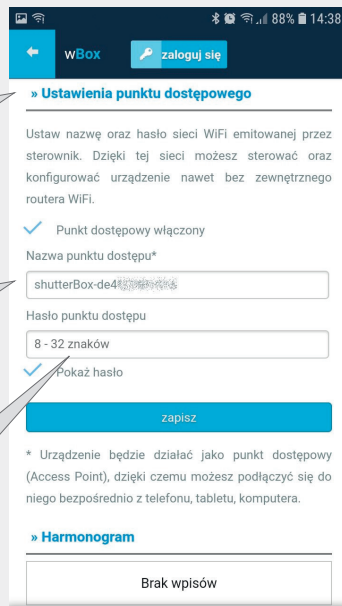 88% 14:38
wBox zaloguj się
» Ustawienia punktu dostępowego
Ustaw nazwę oraz hasło sieci WiFi emitowanej przez
sterownik. Dzięki tej sieci możesz sterować oraz
konfigurować urządzenie nawet bez zewnętrznego
routera WiFi.
Punkt dostępowy włączony
Nazwa punktu dostępu*
shutterBox-de4
Hasło punktu dostępu
8 - 32 znaków
Pokaż hasło
zapisz
* Urządzenie będzie działać jako punkt dostępowy
(Access Point), dzięki czemu możesz podłączyć się do
niego bezpośrednio z telefonu, tabletu, komputera.
» Harmonogram
Brak wpisów